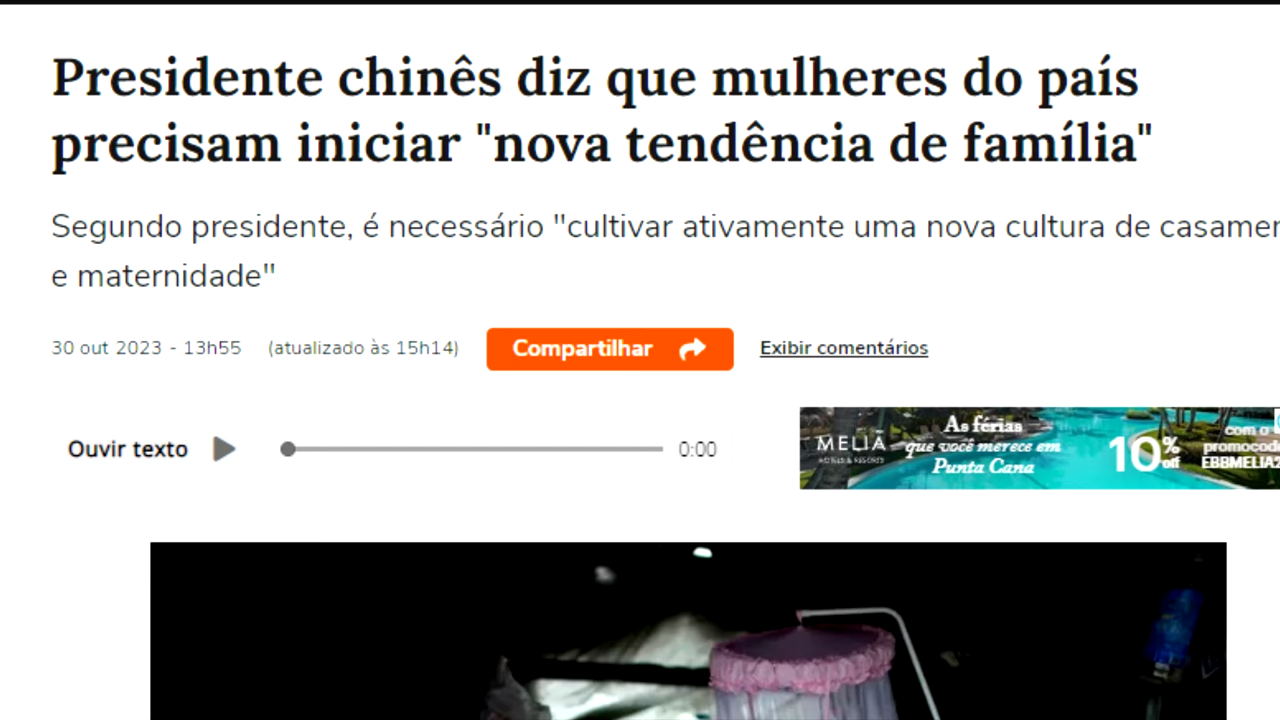 Presidente chinês diz que mulheres do país
precisam iniciar "nova tendência de família"
Segundo presidente, é necessário "cultivar ativamente uma nova cultura de
e maternidade"
30 out 2023 - 13h55 (atualizado às 15h14) Compartilhar Exibir comentários
Ouvir texto 0:00
MELIÃ
HOTELS & RESORTS
As férias
que você merece em
Punta Cana
10% off
com o